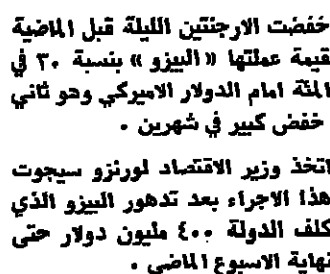 خفضت الارجنتين الليلة قبل الماضية
قيمة عملتها « البيزو » بنسبة ٣٠ في
المئة امام الدولار الاميركي وهو ثاني
خفض كبير في شهرين ٠
اتخذ وزير الاقتصاد لورنزو سيجوت
هذا الاجراء بعد تدهور البيزو الذي
كلف الدولة ٤٠٠ مليون دولار حتى
نهاية الاسبوع الماضي ٠